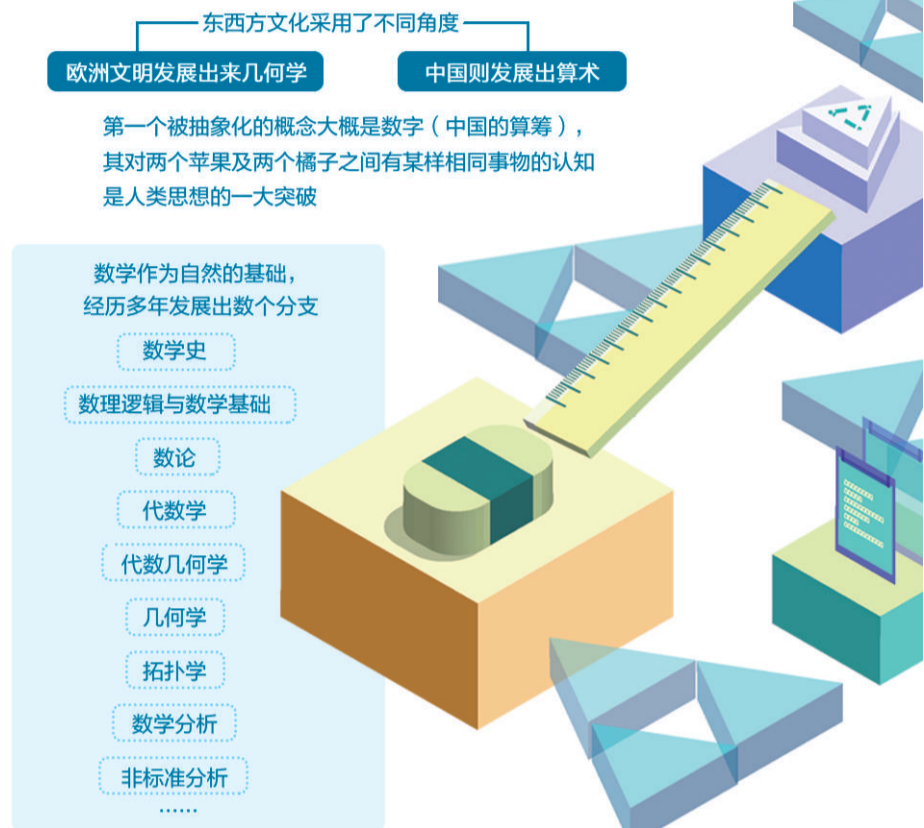 东西方文化采用了不同角度
欧洲文明发展出来几何学
中国则发展出算术
第一个被抽象化的概念大概是数字（中国的算筹），
其对两个苹果及两个橘子之间有某样相同事物的认知
是人类思想的一大突破
数学作为自然的基础，
经历多年发展出数个分支
数学史
数理逻辑与数学基础
数论
代数学
代数几何学
几何学
拓扑学
数学分析
非标准分析
……